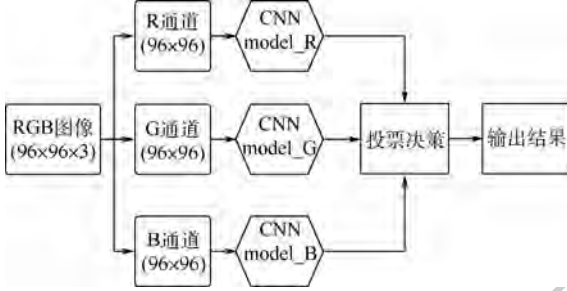 R通道
(96×96)
CNN
model_R
RGB图像
(96×96×3)
G通道
(96×96)
CNN
model_G
投票决策
输出结果
B通道
(96×96)
CNN
model_B